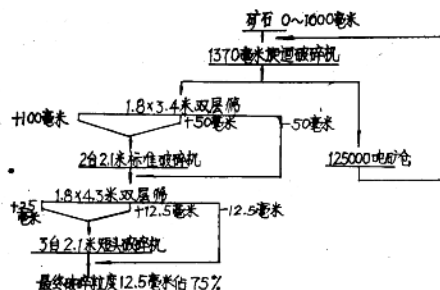 矿石 0～1000毫米
1370毫米旋迴破碎机
1.8×3.4米双层筛
+100毫米
+50毫米
-50毫米
2台2.1米标准破碎机
125000吨矿仓
1.8×4.3米双层筛
+25毫米
+12.5毫米
-12.5毫米
3台2.1米短头破碎机
最终破碎粒度12.5毫米占75%